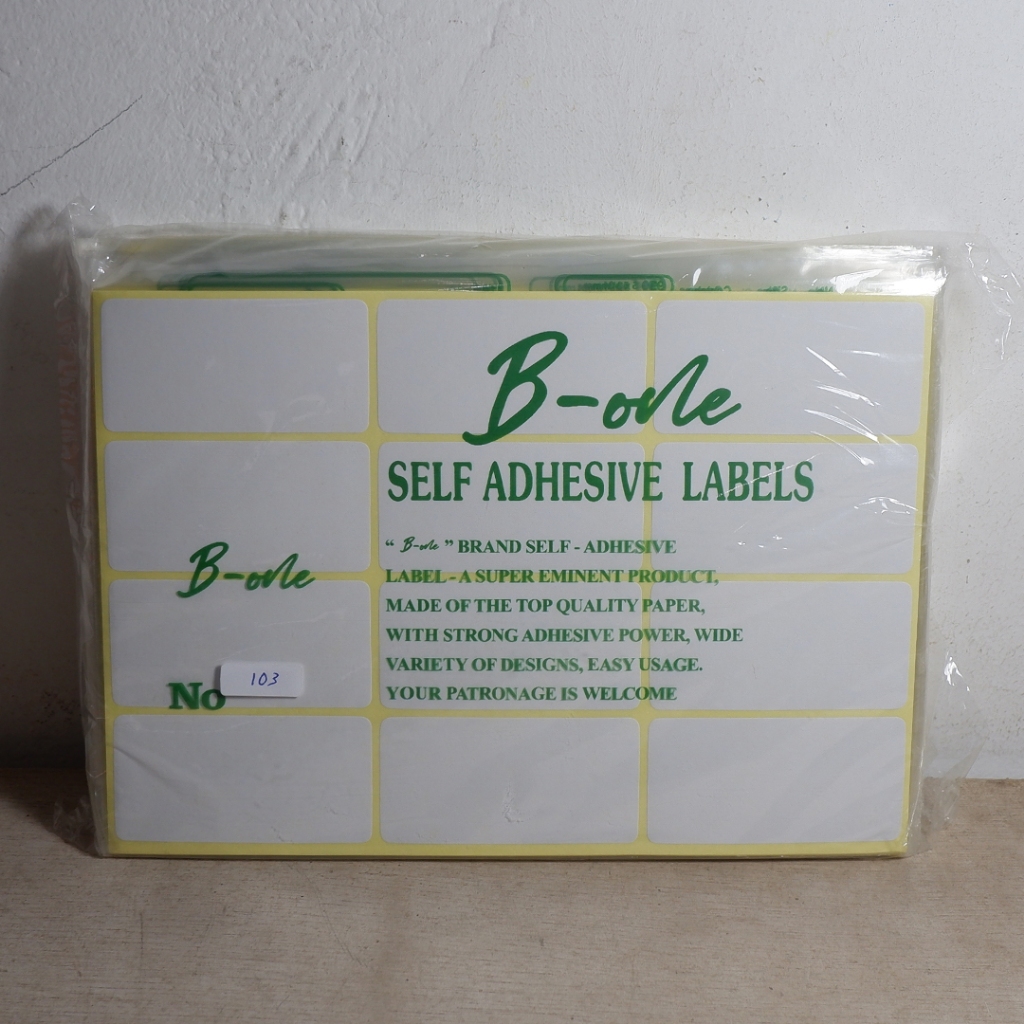 B-one
SELF ADHESIVE LABELS
“ B-one ” BRAND SELF - ADHESIVE
LABEL - A SUPER EMINENT PRODUCT,
MADE OF THE TOP QUALITY PAPER,
WITH STRONG ADHESIVE POWER, WIDE
VARIETY OF DESIGNS, EASY USAGE.
YOUR PATRONAGE IS WELCOME
B-one
No 103